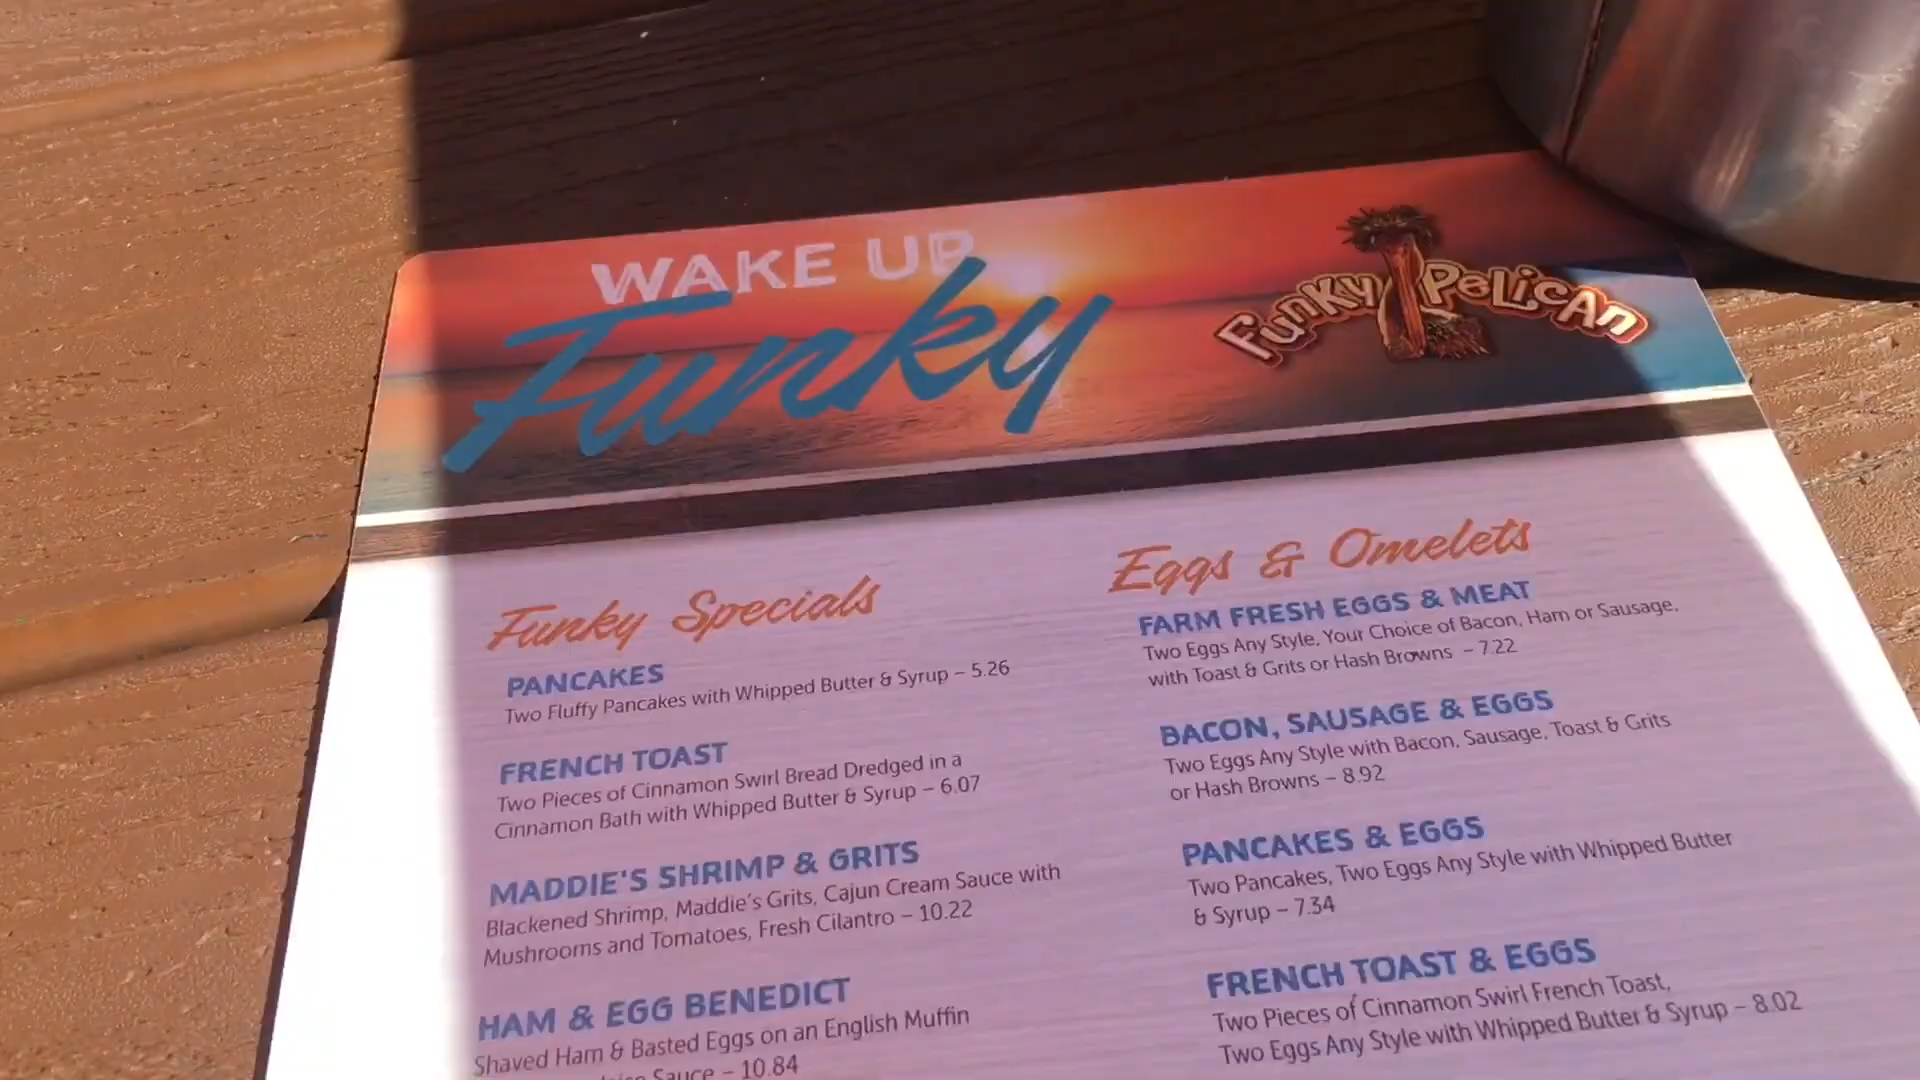 WAKE UP
Funky
Funky Pelican
Funky Specials
PANCAKES
Two Fluffy Pancakes with Whipped Butter & Syrup – 5.26
FRENCH TOAST
Two Pieces of Cinnamon Swirl Bread Dredged in a
Cinnamon Bath with Whipped Butter & Syrup – 6.07
MADDIE'S SHRIMP & GRITS
Blackened Shrimp, Maddie's Grits, Cajun Cream Sauce with
Mushrooms and Tomatoes, Fresh Cilantro – 10.22
HAM & EGG BENEDICT
Shaved Ham & Basted Eggs on an English Muffin
Sauce – 10.84
Eggs & Omelets
FARM FRESH EGGS & MEAT
Two Eggs Any Style, Your Choice of Bacon, Ham or Sausage,
with Toast & Grits or Hash Browns – 7.22
BACON, SAUSAGE & EGGS
Two Eggs Any Style with Bacon, Sausage, Toast & Grits
or Hash Browns – 8.92
PANCAKES & EGGS
Two Pancakes, Two Eggs Any Style with Whipped Butter
& Syrup – 7.34
FRENCH TOAST & EGGS
Two Pieces of Cinnamon Swirl French Toast,
Two Eggs Any Style with Whipped Butter & Syrup – 8.02